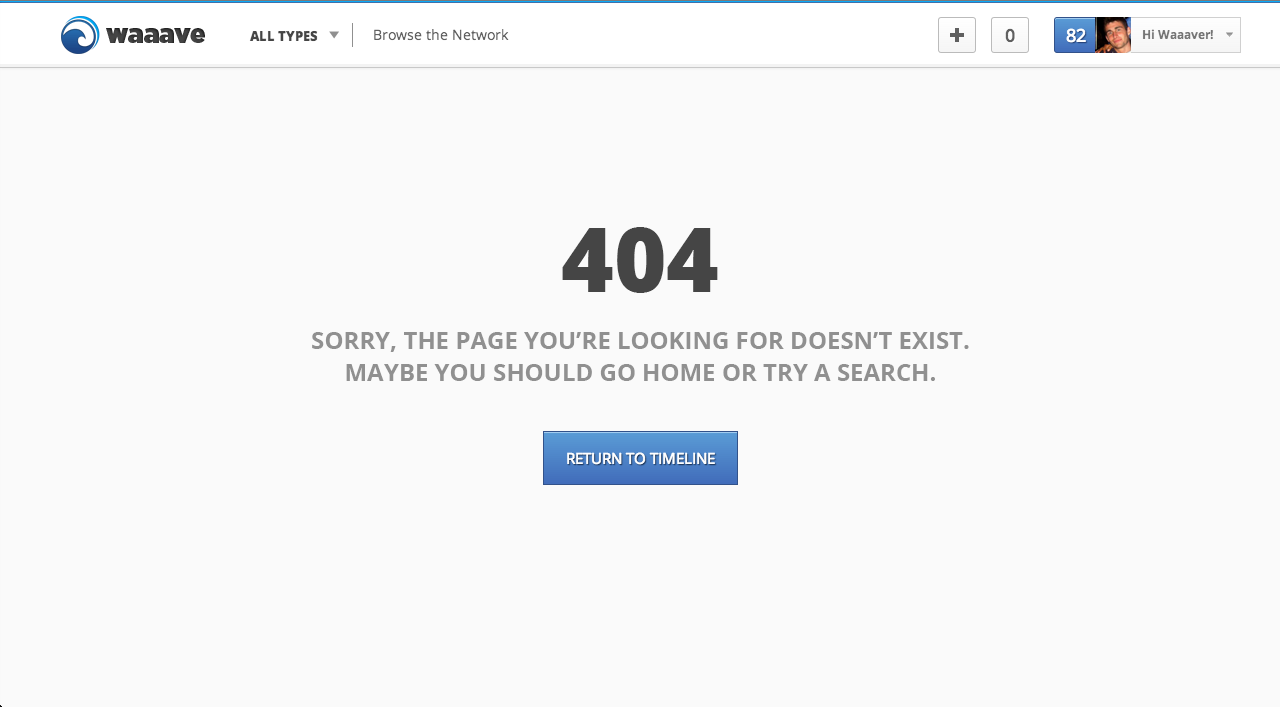 waaave
ALL TYPES
Browse the Network
0
82
Hi Waaaver!
404
SORRY, THE PAGE YOU’RE LOOKING FOR DOESN’T EXIST.
MAYBE YOU SHOULD GO HOME OR TRY A SEARCH.
RETURN TO TIMELINE